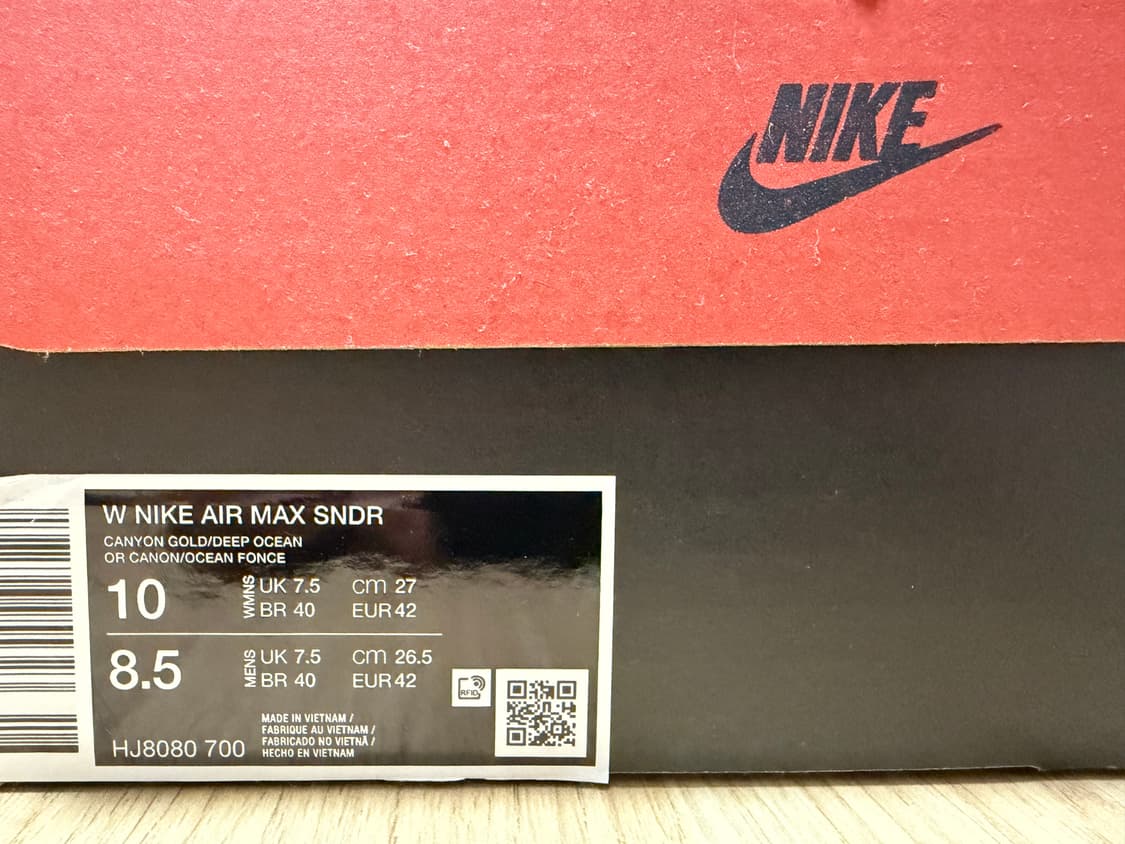 NIKE
W NIKE AIR MAX SNDR
CANYON GOLD/DEEP OCEAN
OR CANON/OCEAN FONCE
10 WMNS UK 7.5 cm 27
BR 40 EUR 42
8.5 MENS UK 7.5 cm 26.5
BR 40 EUR 42
RFID
MADE IN VIETNAM /
FABRIQUE AU VIETNAM /
FABRICADO NO VIETNÃ /
HECHO EN VIETNAM
HJ8080 700